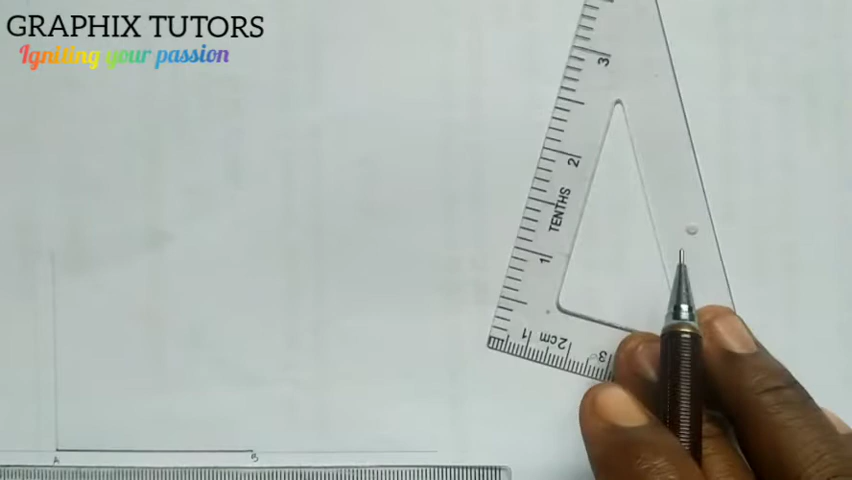 GRAPHIX TUTORS
Igniting your passion
3
2
TENTHS
1
1
2cm
3
A
B